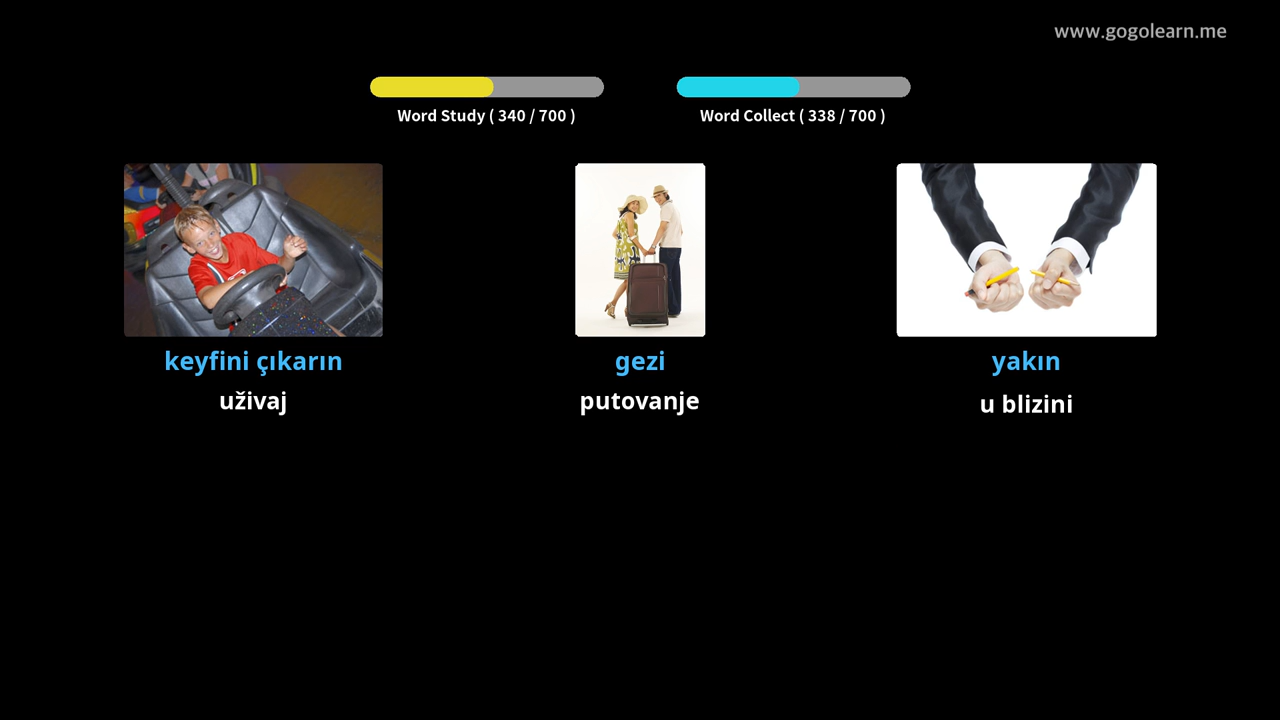 www.gogolearn.me
Word Study ( 340 / 700 )
Word Collect ( 338 / 700 )
keyfini çıkarın
gezi
yakın
uživaj
putovanje
u blizini